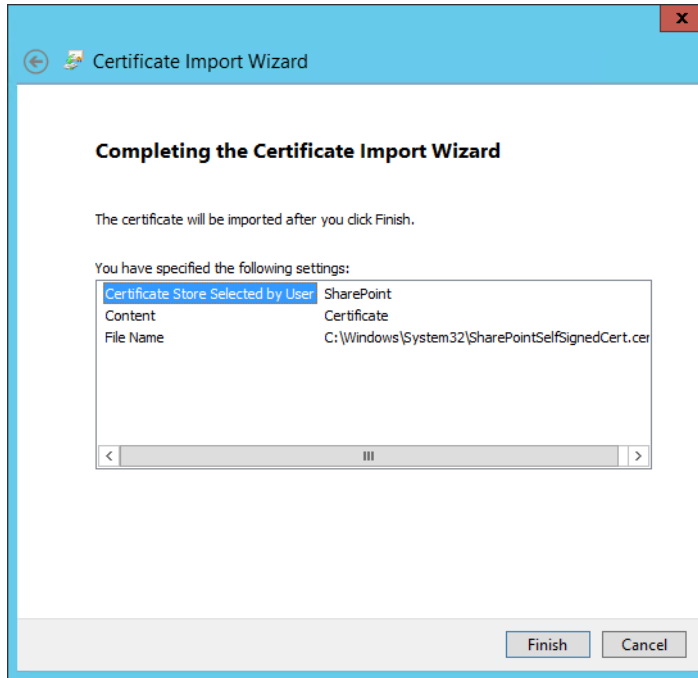 x
Certificate Import Wizard
Completing the Certificate Import Wizard
The certificate will be imported after you click Finish.
You have specified the following settings:
Certificate Store Selected by User SharePoint
Content Certificate
File Name C:\Windows\System32\SharePointSelfSignedCert.cer
Finish Cancel